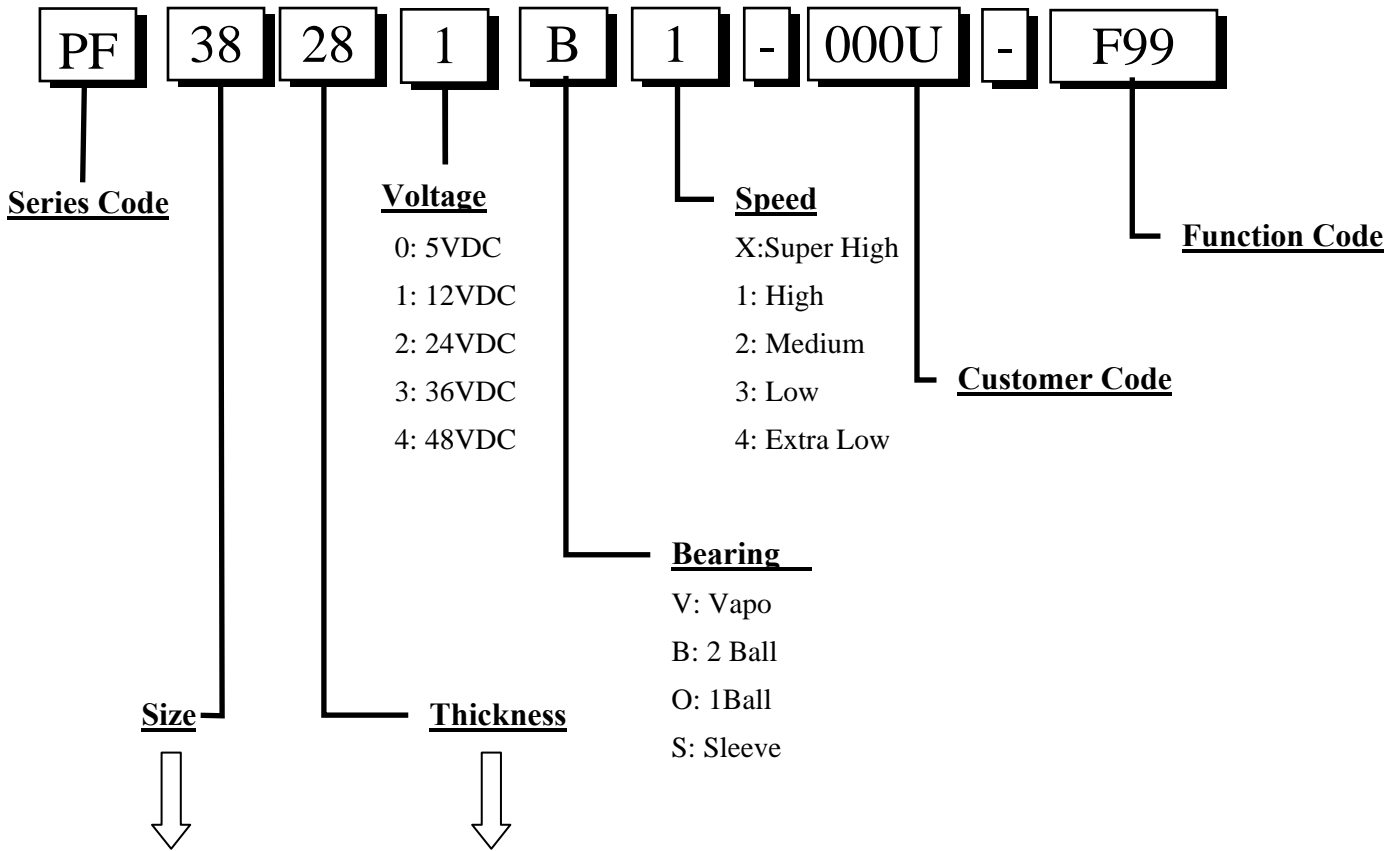 PF 38 28 1 B 1 - 000U - F99
Series Code
Voltage
0: 5VDC
1: 12VDC
2: 24VDC
3: 36VDC
4: 48VDC
Speed
X:Super High
1: High
2: Medium
3: Low
4: Extra Low
Function Code
Customer Code
Bearing
V: Vapo
B: 2 Ball
O: 1Ball
S: Sleeve
Size
Thickness